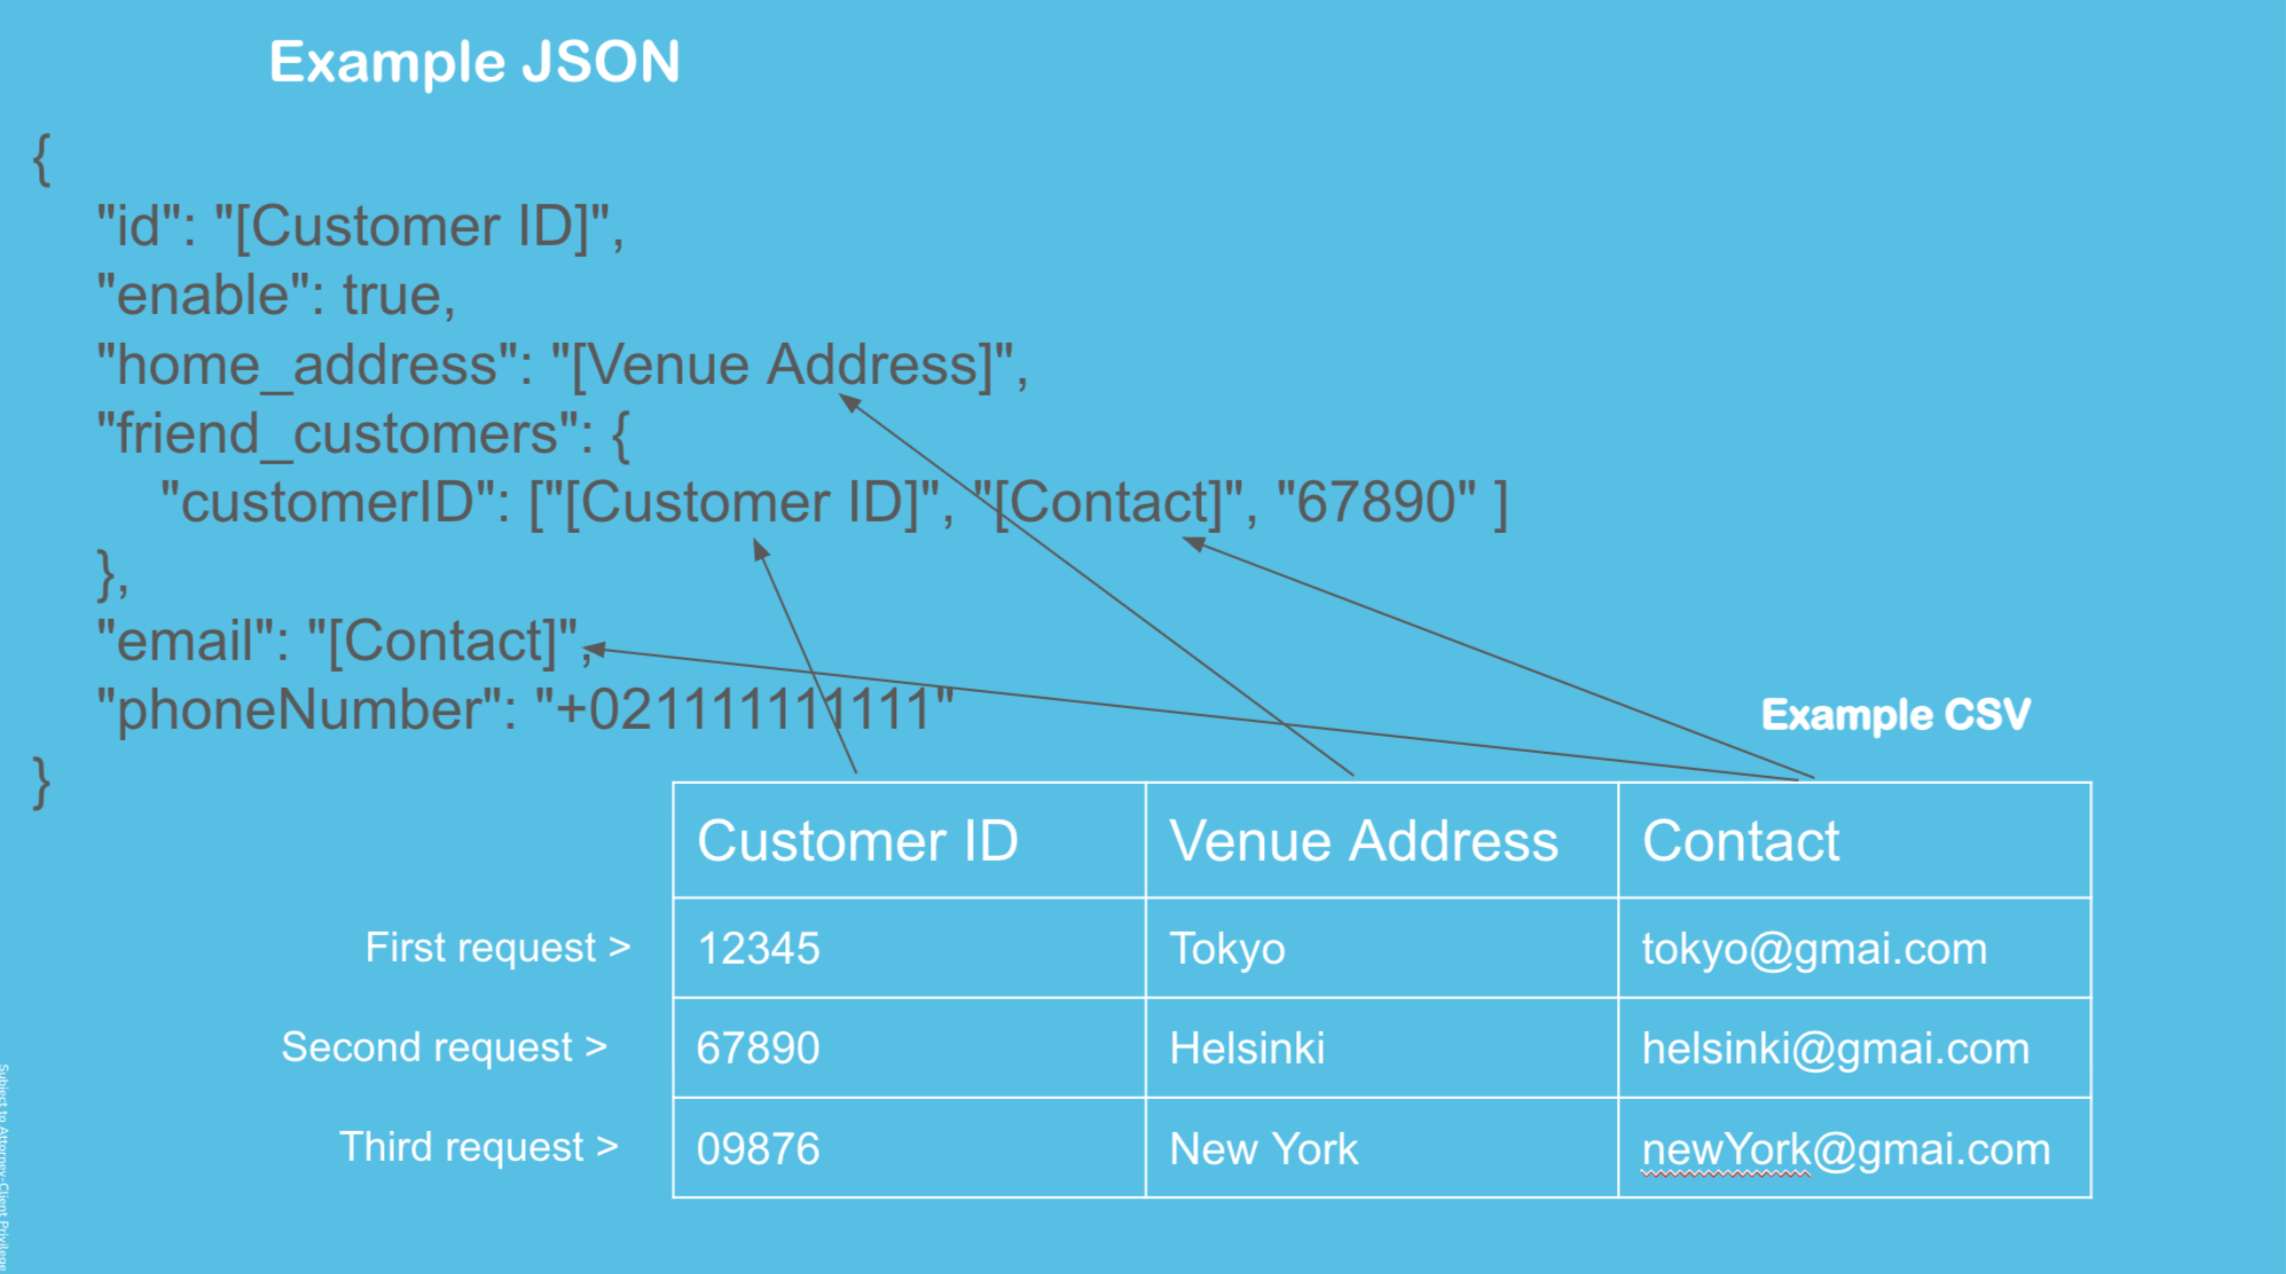 Example JSON
{
"id": "[Customer ID]",
"enable": true,
"home_address": "[Venue Address]",
"friend_customers": {
"customerID": ["[Customer ID]", "[Contact]", "67890" ]
},
"email": "[Contact]",
"phoneNumber": "+021111111111"
}
Example CSV
Customer ID Venue Address Contact
First request > 12345 Tokyo tokyo@gmai.com
Second request > 67890 Helsinki helsinki@gmai.com
Third request > 09876 New York newYork@gmai.com
Subject to Attorney-Client Privilege